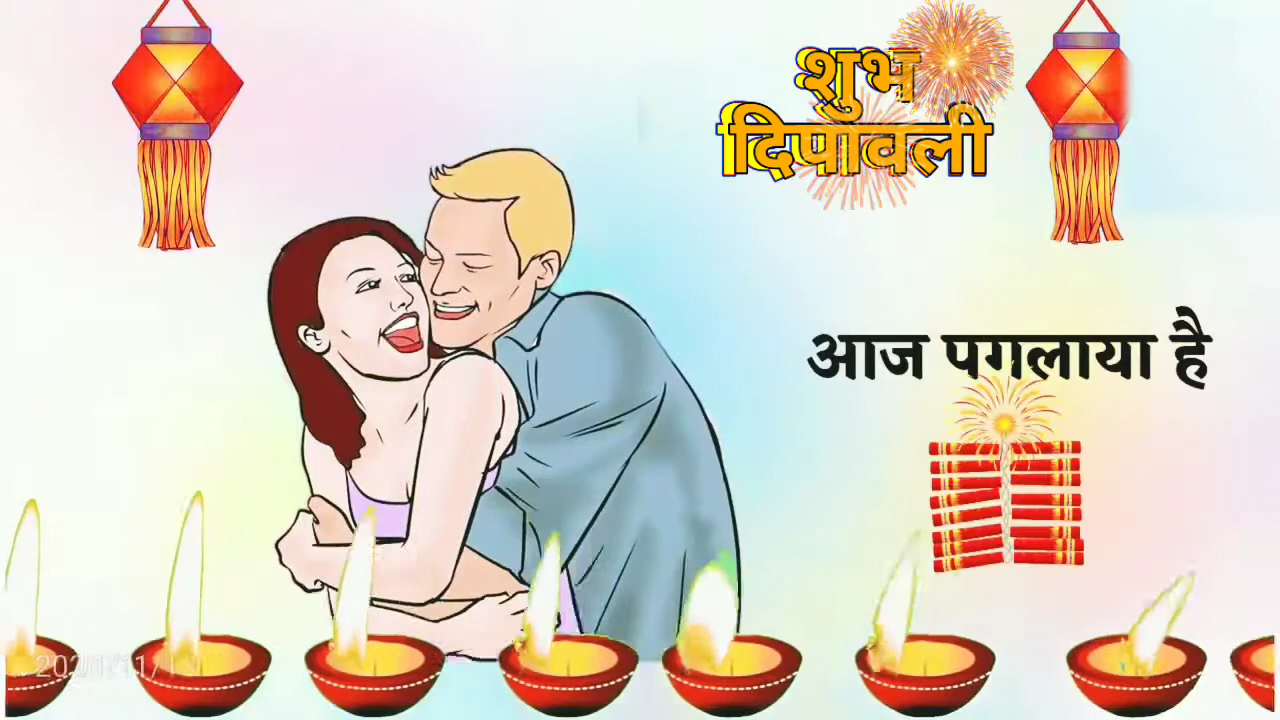 शुभ
दिपावली
आज पगलाया है